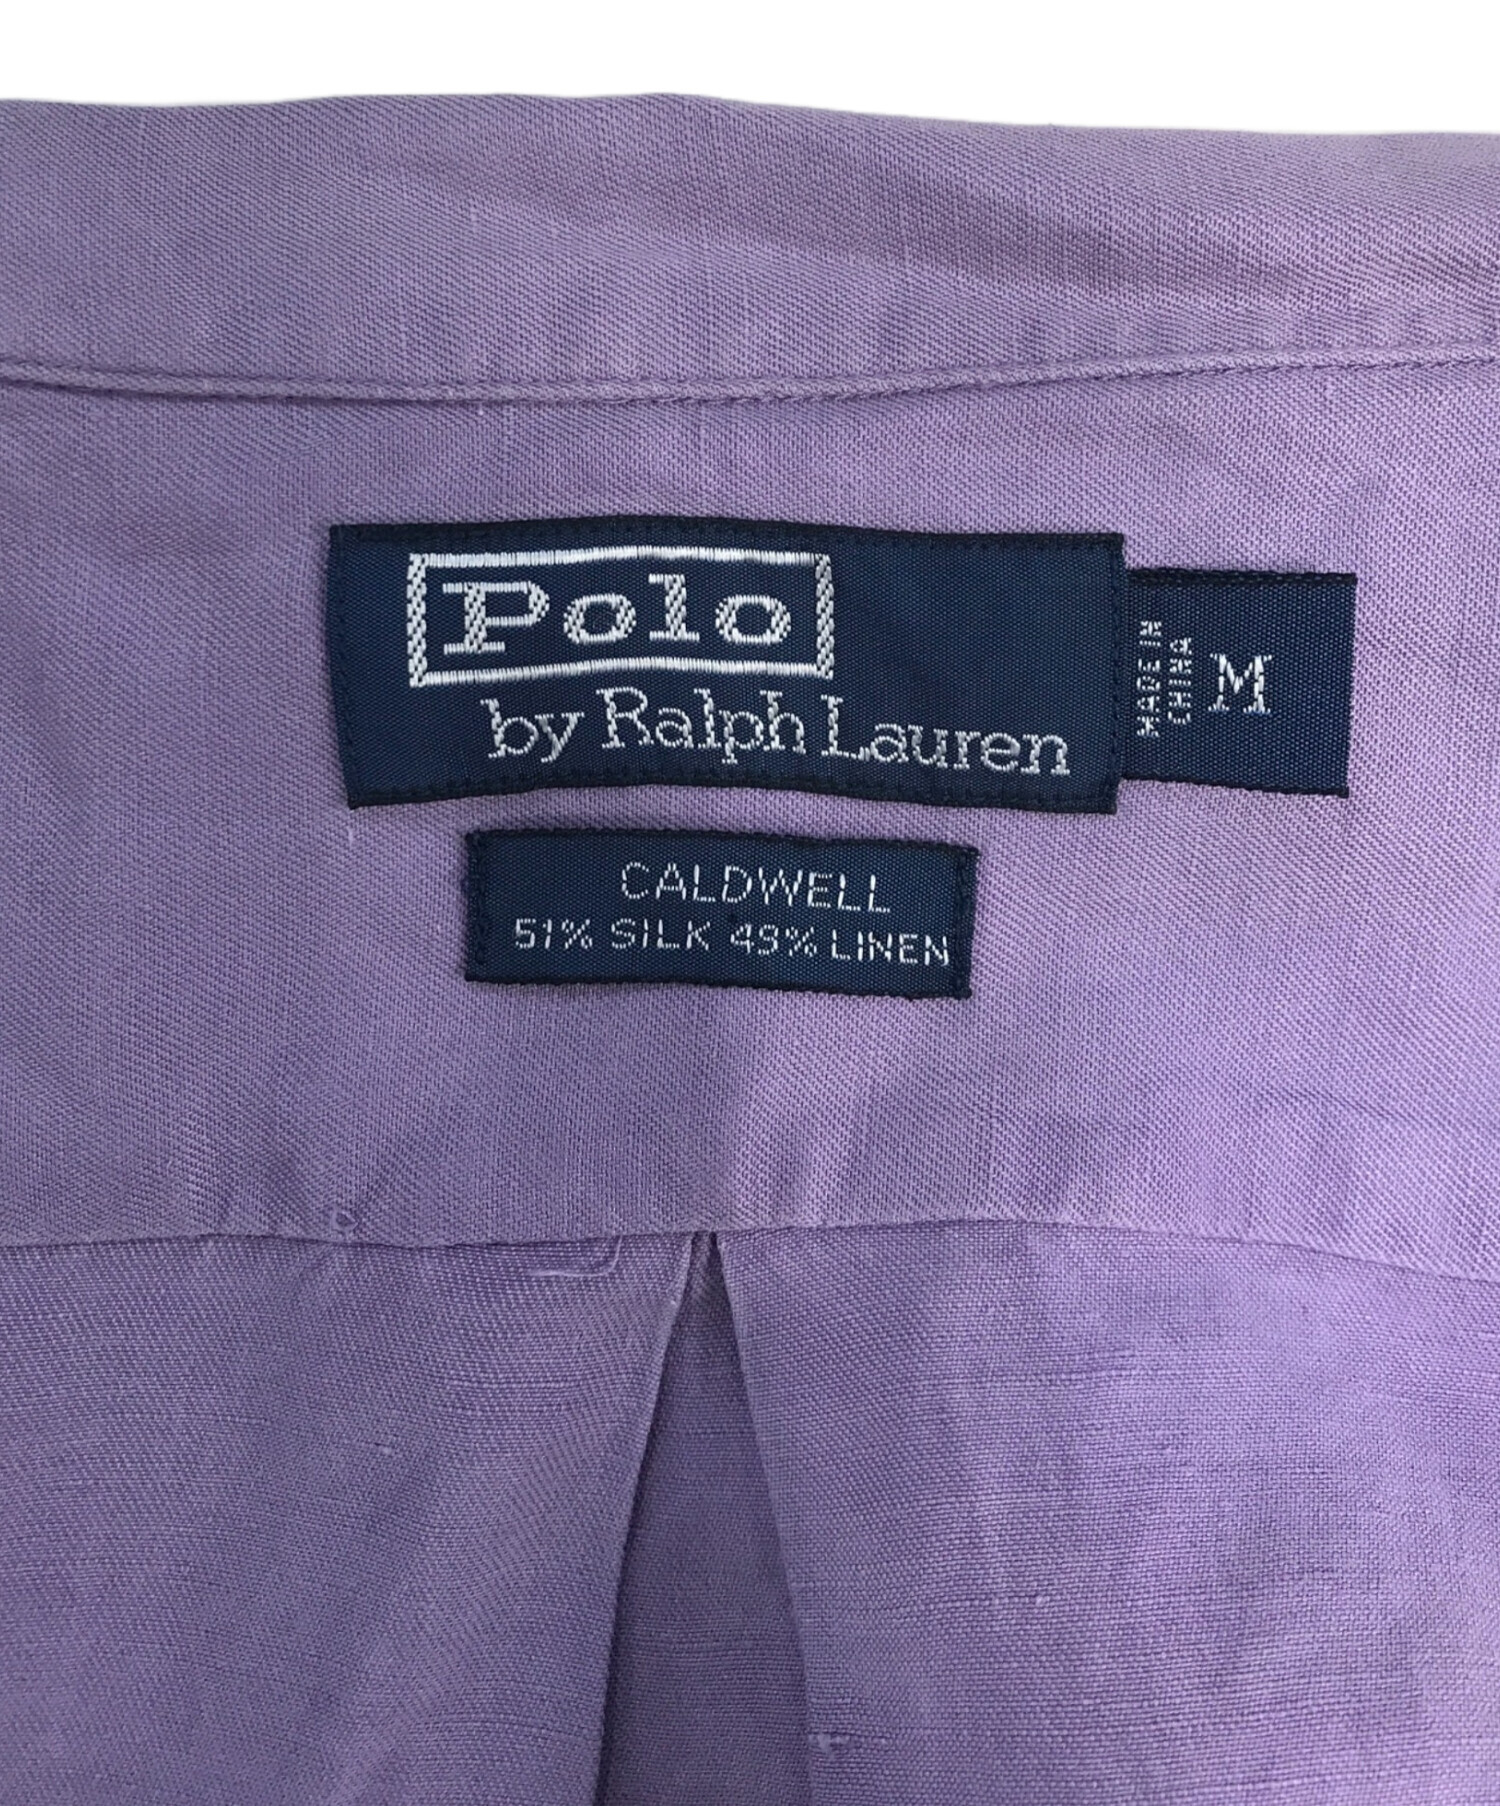 Polo
by Ralph Lauren
MADE IN
CHINA
M
CALDWELL
51% SILK 49% LINEN